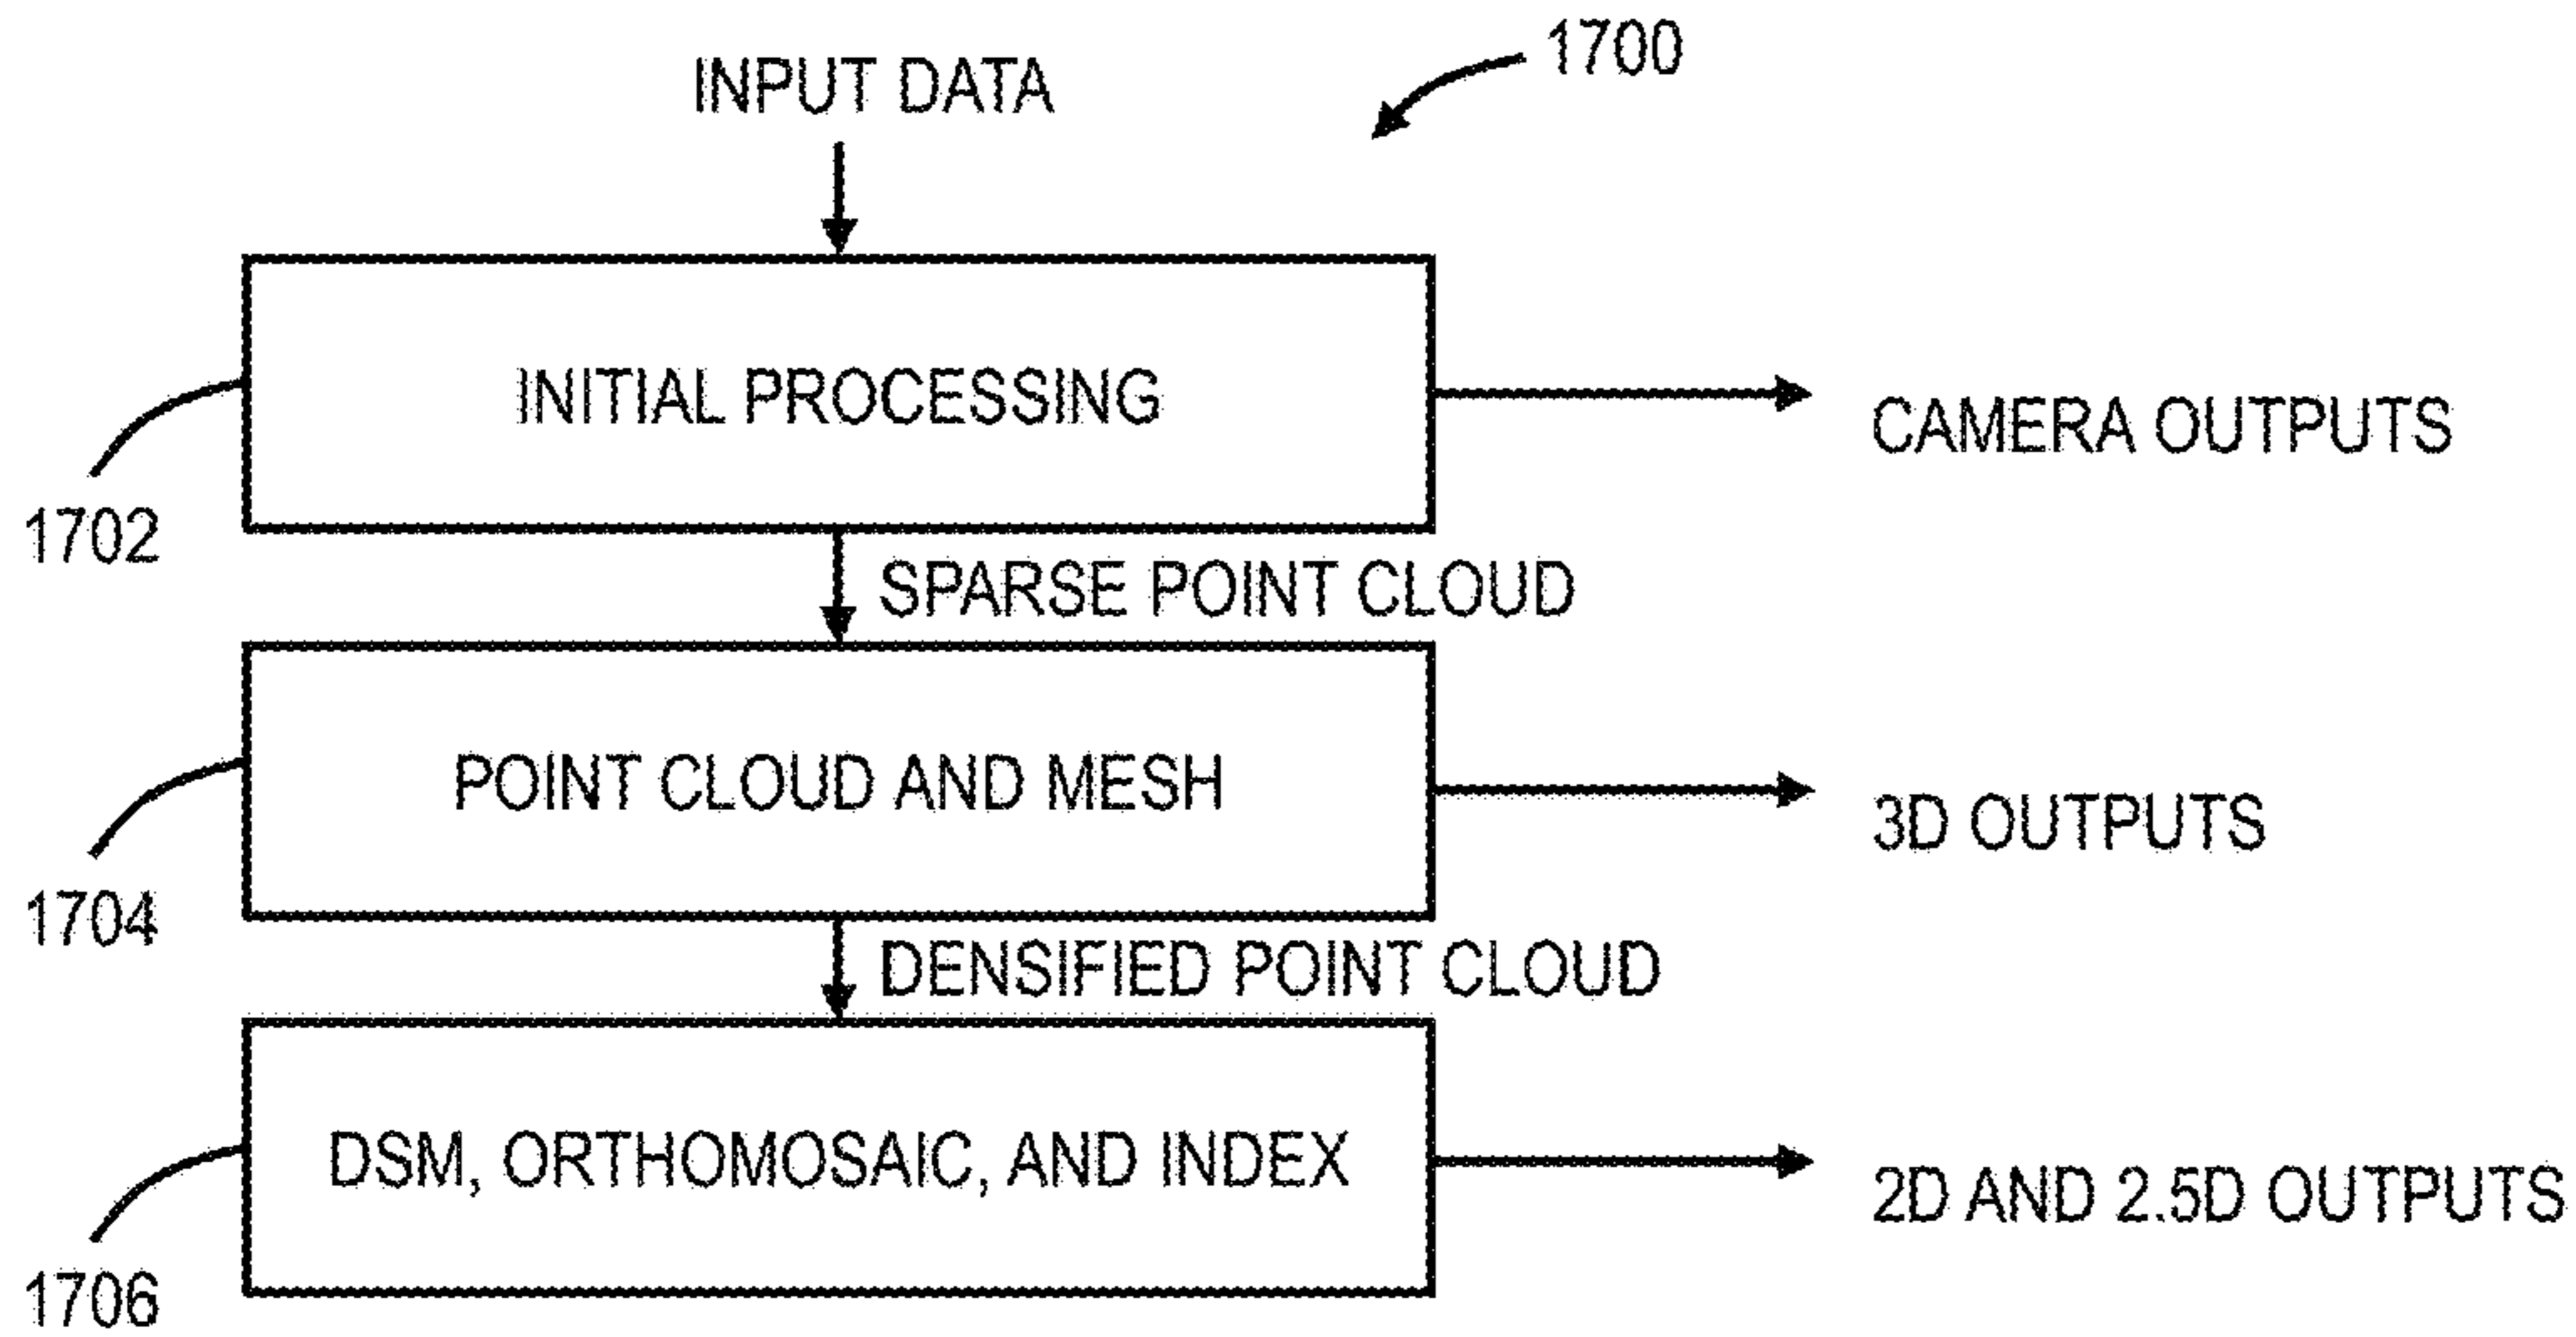 1700
INPUT DATA
INITIAL PROCESSING
CAMERA OUTPUTS
1702
SPARSE POINT CLOUD
POINT CLOUD AND MESH
3D OUTPUTS
1704
DENSIFIED POINT CLOUD
DSM, ORTHOMOSAIC, AND INDEX
2D AND 2.5D OUTPUTS
1706